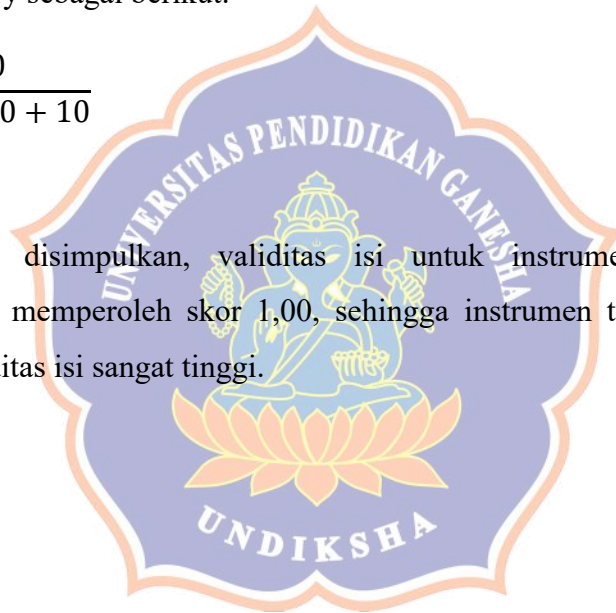 y sebagai berikut.
0
0 + 10
UNIVERSITAS PENDIDIKAN GANESHA
disimpulkan, validitas isi untuk instrume
memperoleh skor 1,00, sehingga instrumen t
itas isi sangat tinggi.
UNDIKSHA